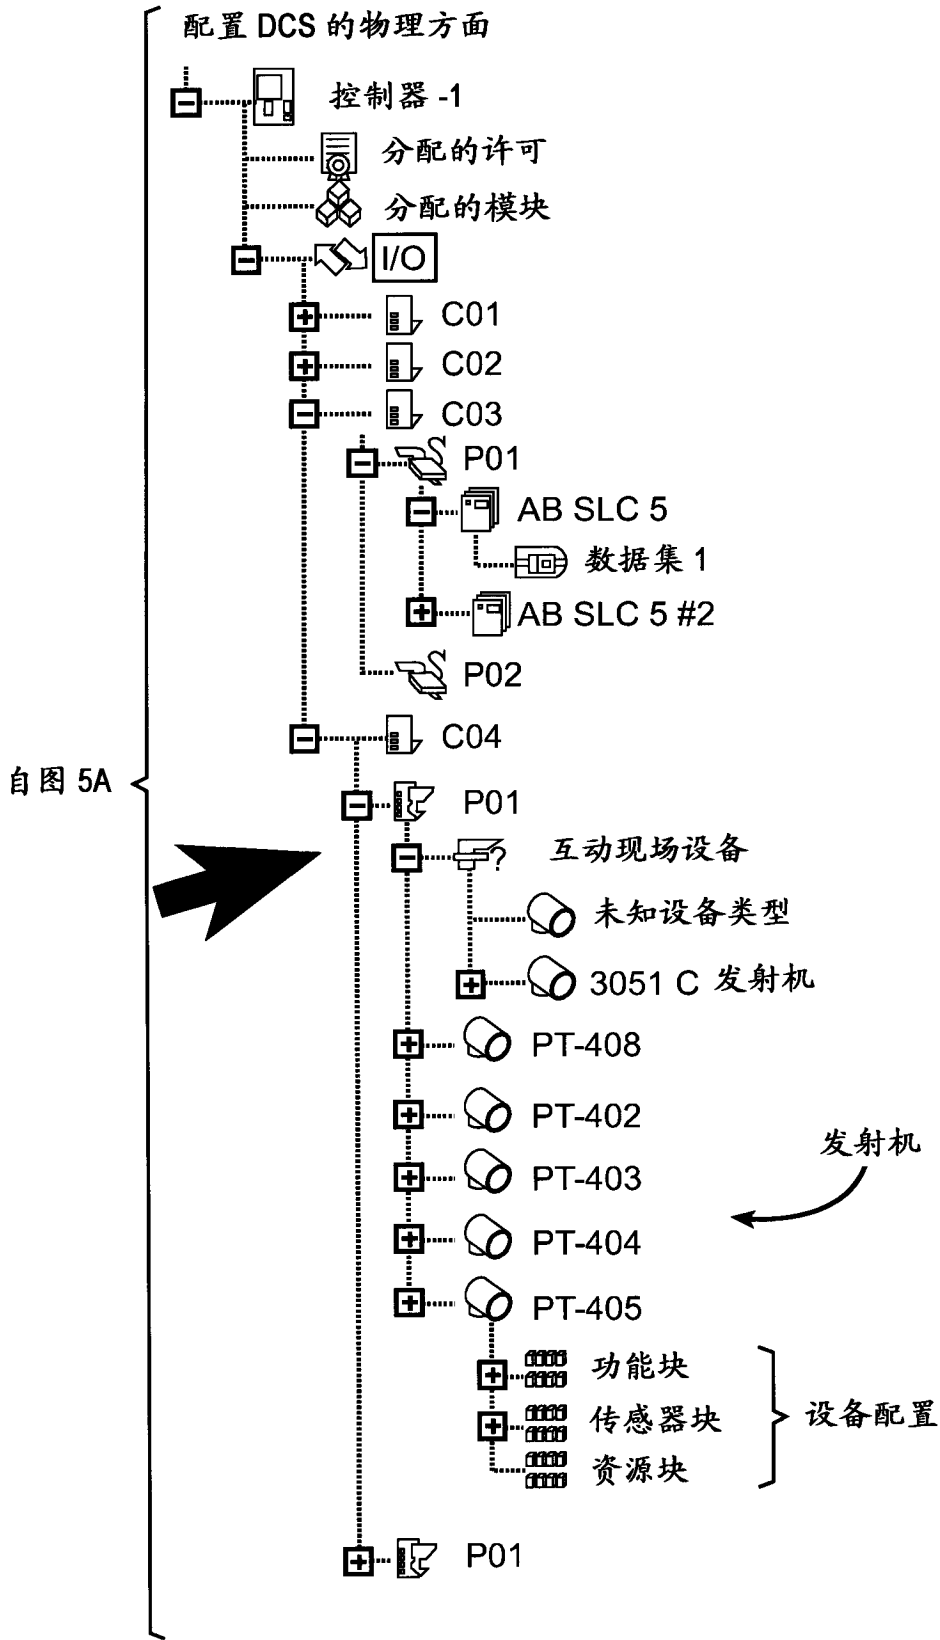 配置 DCS 的物理方面
控制器 -1
分配的许可
分配的模块
I/O
C01
C02
C03
P01
AB SLC 5
数据集 1
AB SLC 5 #2
P02
C04
自图 5A
P01
互动现场设备
?
未知设备类型
3051 C 发射机
PT-408
PT-402
发射机
PT-403
PT-404
PT-405
功能块
传感器块
设备配置
资源块
P01